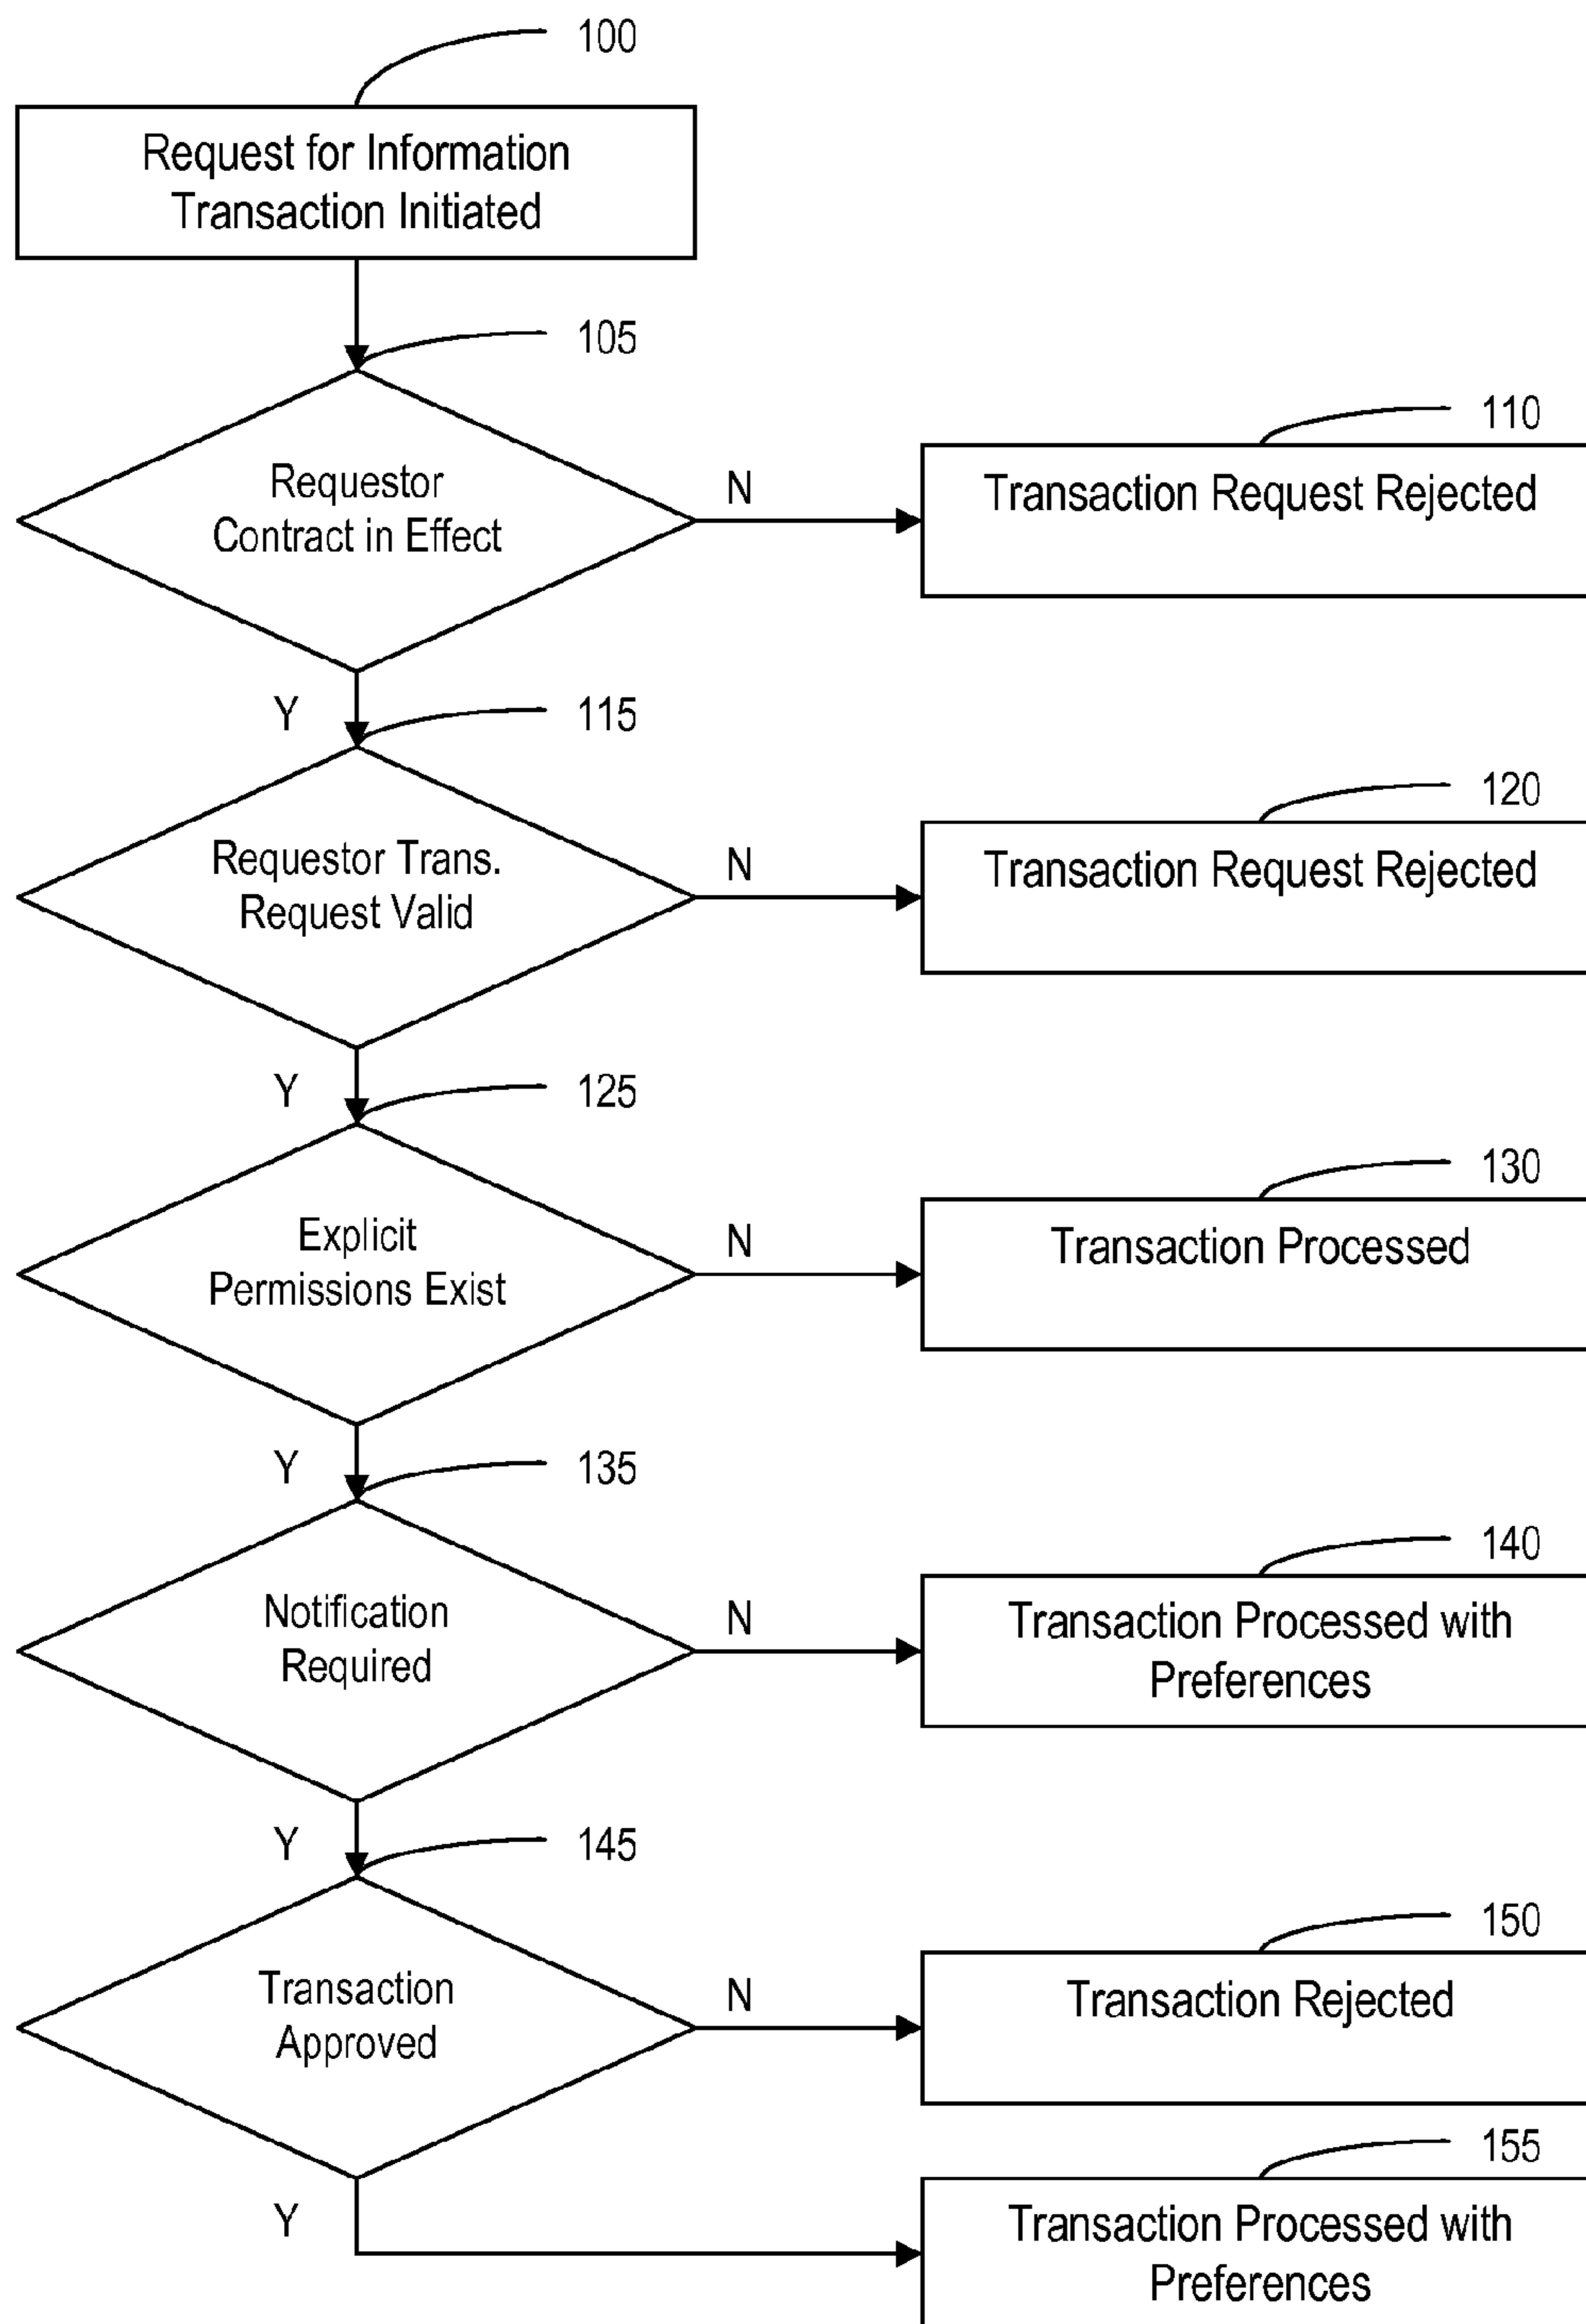 100
Request for Information
Transaction Initiated
105
Requestor
Contract in Effect
N
110
Transaction Request Rejected
Y
115
Requestor Trans.
Request Valid
N
120
Transaction Request Rejected
Y
125
Explicit
Permissions Exist
N
130
Transaction Processed
Y
135
Notification
Required
N
140
Transaction Processed with
Preferences
Y
145
Transaction
Approved
N
150
Transaction Rejected
Y
155
Transaction Processed with
Preferences